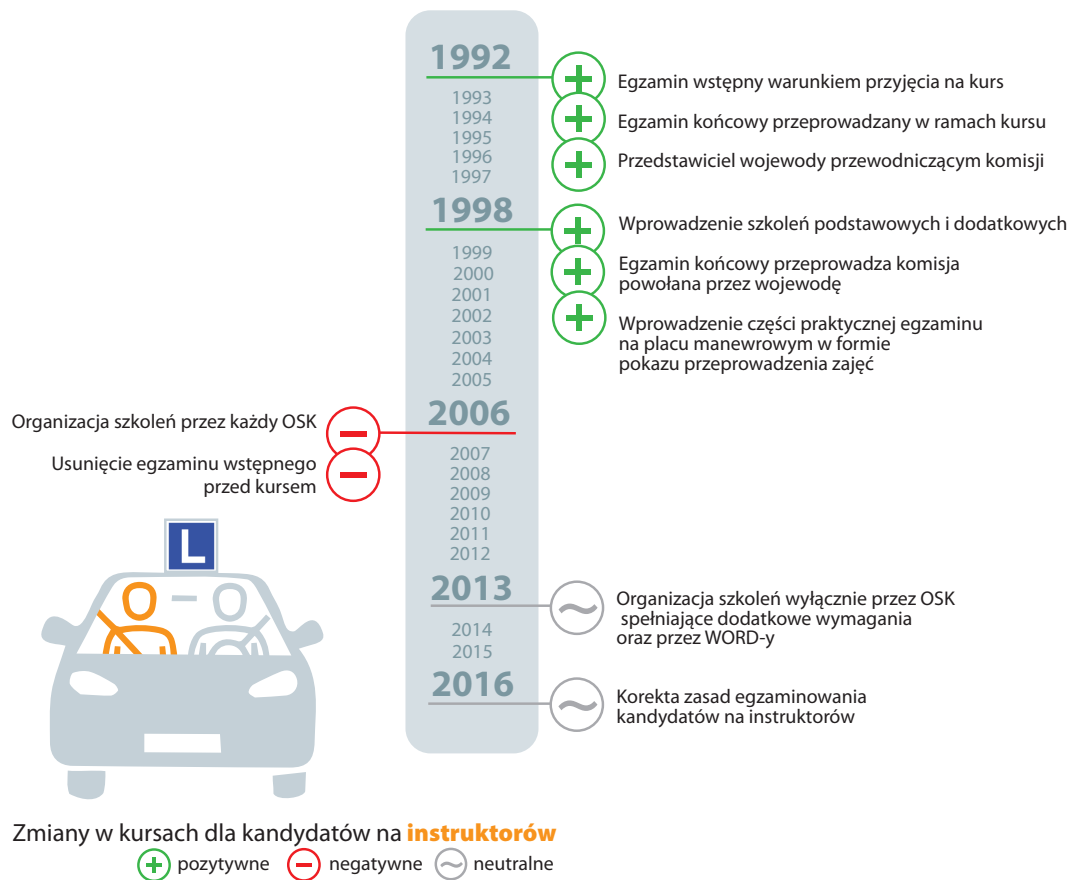 1992
Egzamin wstępny warunkiem przyjęcia na kurs
1993
1994
Egzamin końcowy przeprowadzany w ramach kursu
1995
1996
Przedstawiciel wojewody przewodniczącym komisji
1997
1998
Wprowadzenie szkoleń podstawowych i dodatkowych
1999
2000
Egzamin końcowy przeprowadza komisja
powołana przez wojewodę
2001
2002
Wprowadzenie części praktycznej egzaminu
na placu manewrowym w formie
pokazu przeprowadzenia zajęć
2003
2004
2005
2006
Organizacja szkoleń przez każdy OSK
Usunięcie egzaminu wstępnego
przed kursem
2007
2008
2009
2010
2011
2012
L
2013
Organizacja szkoleń wyłącznie przez OSK
spełniające dodatkowe wymagania
oraz przez WORD-y
2014
2015
2016
Korekta zasad egzaminowania
kandydatów na instruktorów
Zmiany w kursach dla kandydatów na instruktorów
pozytywne negatywne neutralne